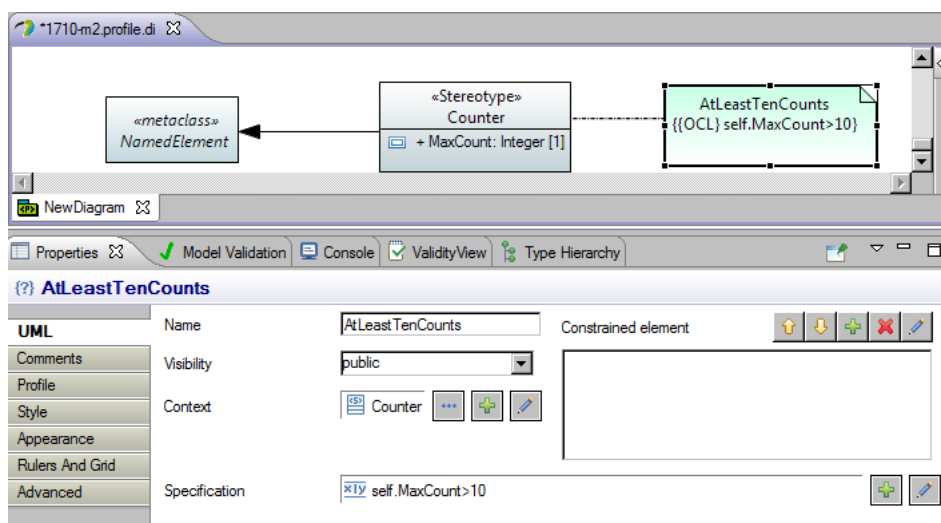 *1710-m2.profile.di
«metaclass»
NamedElement
«Stereotype»
Counter
+ MaxCount: Integer [1]
AtLeastTenCounts
{{OCL} self.MaxCount>10}
NewDiagram
Properties Model Validation Console ValidityView Type Hierarchy
{?} AtLeastTenCounts
UML
Comments
Profile
Style
Appearance
Rulers And Grid
Advanced
Name AtLeastTenCounts
Visibility public
Context <S> Counter ...
Specification x|y self.MaxCount>10
Constrained element